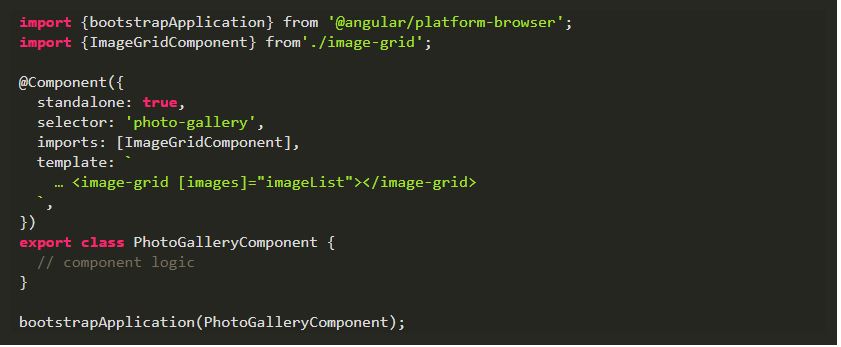 import {bootstrapApplication} from '@angular/platform-browser';
import {ImageGridComponent} from'./image-grid';

@Component({
  standalone: true,
  selector: 'photo-gallery',
  imports: [ImageGridComponent],
  template: `
    … <image-grid [images]="imageList"></image-grid>
  `,
})
export class PhotoGalleryComponent {
  // component logic
}

bootstrapApplication(PhotoGalleryComponent);